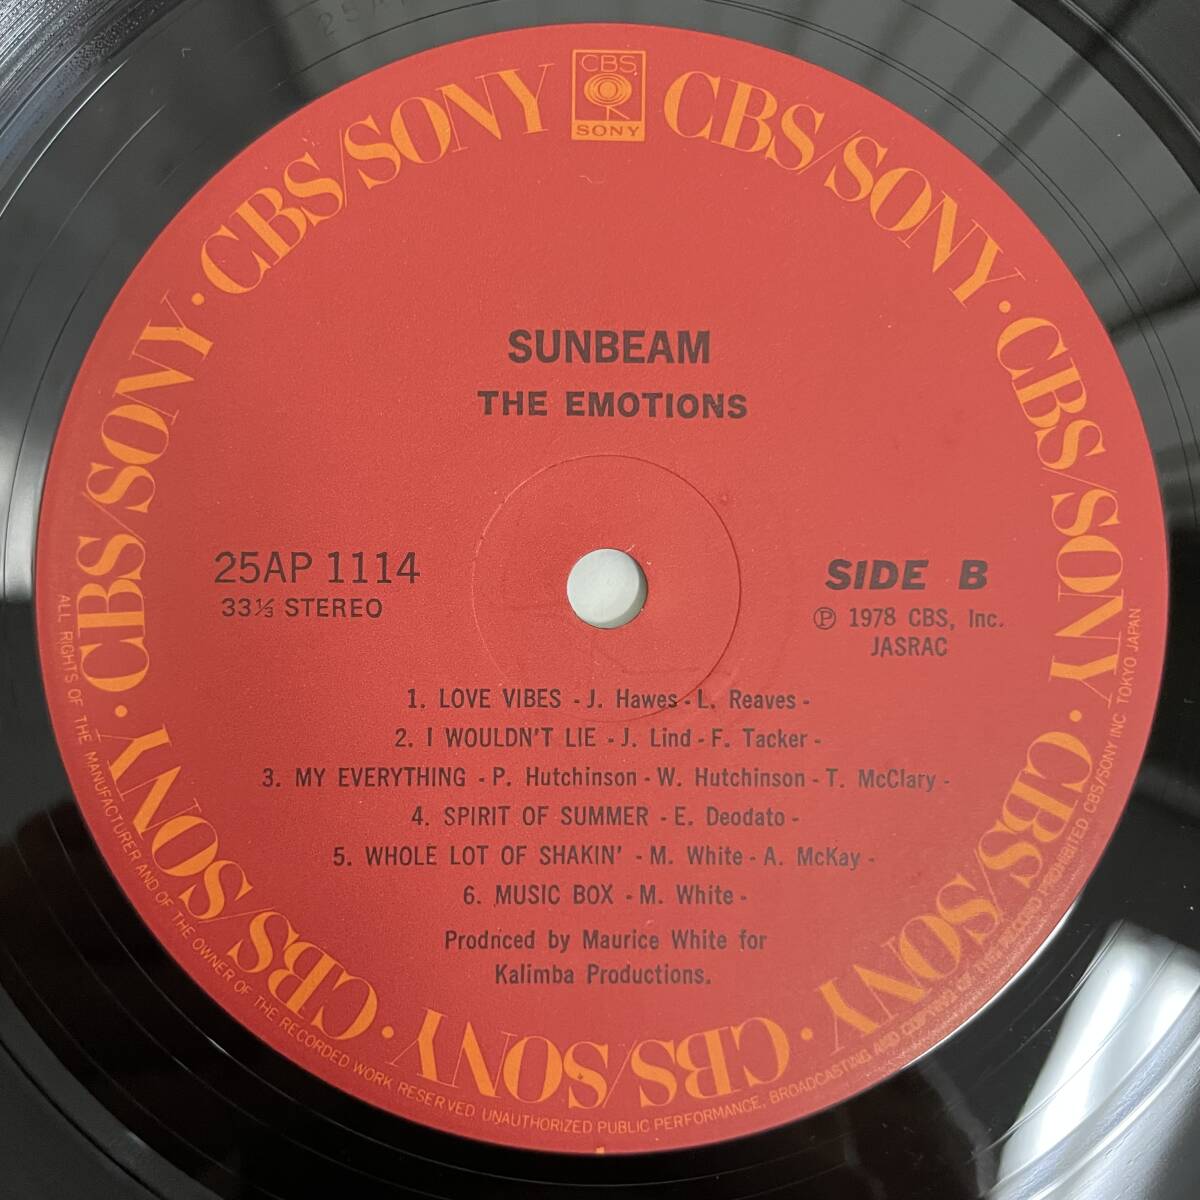 25A
CBS
SONY
CBS/SONY · CBS/SONY · CBS/SONY · CBS/SONY · CBS/SONY · CBS/SONY · CBS/SONY · CBS/SONY
SUNBEAM
THE EMOTIONS
25AP 1114
33⅓ STEREO
SIDE B
Ⓟ 1978 CBS, Inc.
JASRAC
1. LOVE VIBES - J. Hawes - L. Reaves -
2. I WOULDN'T LIE - J. Lind - F. Tacker -
3. MY EVERYTHING - P. Hutchinson - W. Hutchinson - T. McClary -
4. SPIRIT OF SUMMER - E. Deodato -
5. WHOLE LOT OF SHAKIN' - M. White - A. McKay -
6. MUSIC BOX - M. White -
Prodnced by Maurice White for
Kalimba Productions.
ALL RIGHTS OF THE MANUFACTURER AND OF THE OWNER OF THE RECORDED WORK RESERVED UNAUTHORIZED PUBLIC PERFORMANCE, BROADCASTING AND COPYING OF THIS RECORD PROHIBITED CBS/SONY INC TOKYO JAPAN